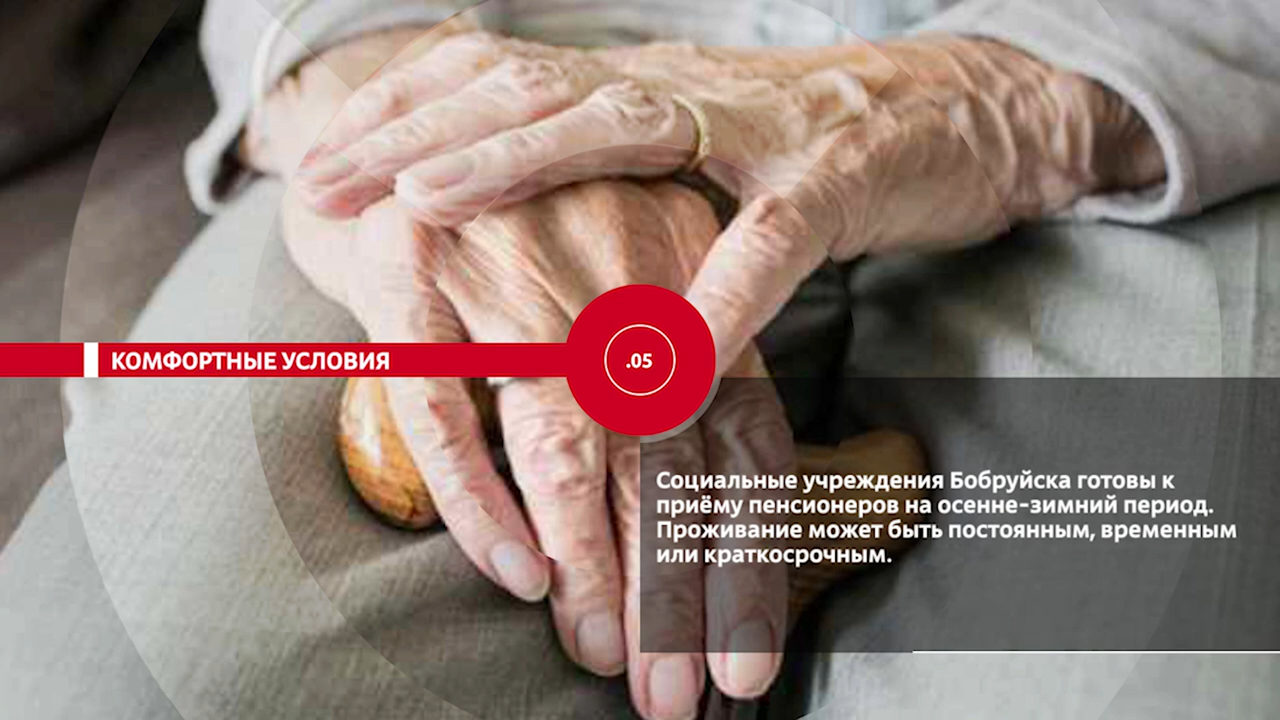 КОМФОРТНЫЕ УСЛОВИЯ
.05
Социальные учреждения Бобруйска готовы к
приёму пенсионеров на осенне-зимний период.
Проживание может быть постоянным, временным
или краткосрочным.